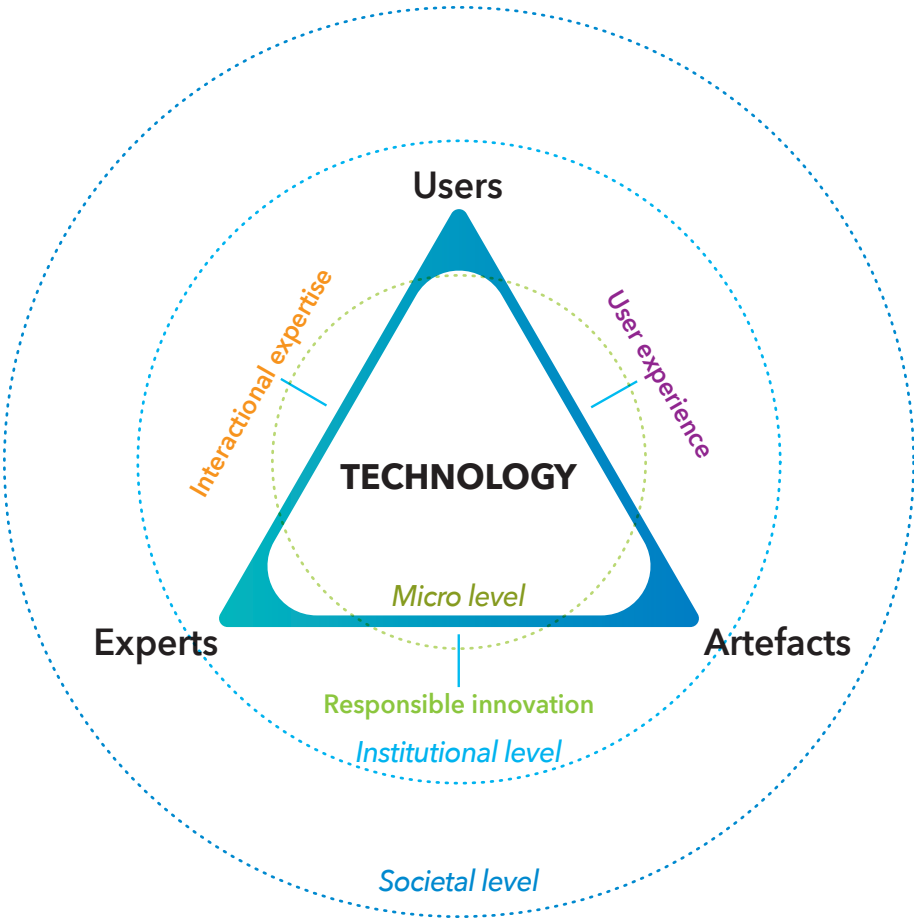 Users
Interactional expertise
User experience
TECHNOLOGY
Micro level
Experts
Artefacts
Responsible innovation
Institutional level
Societal level